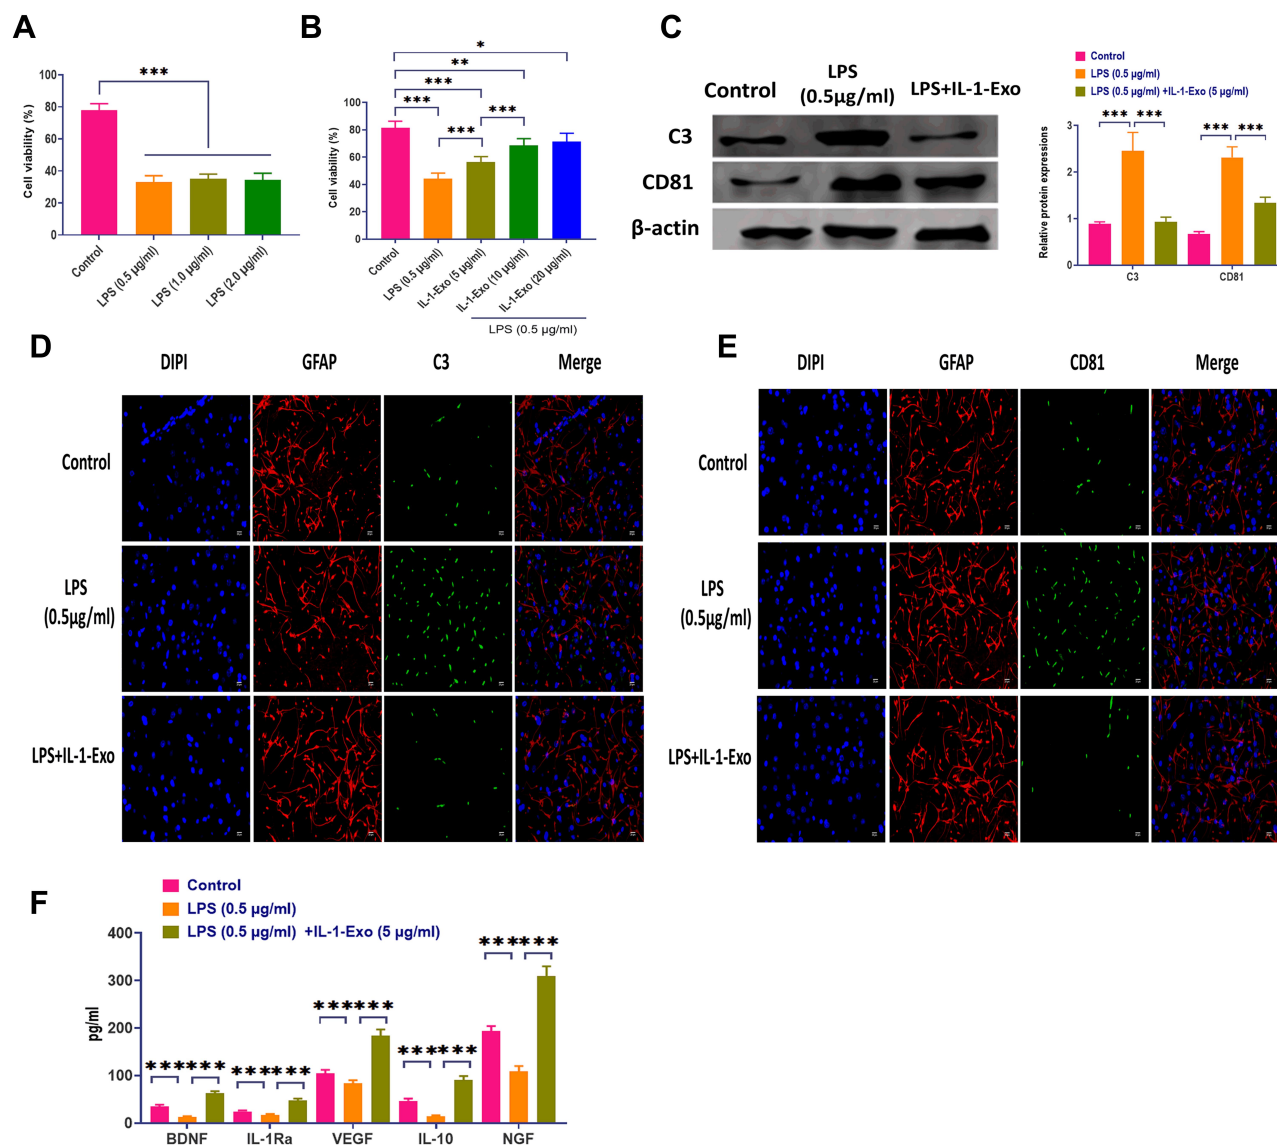 A
B
C
***
100
80
60
40
20
0
Cell viability (%)
Control
LPS (0.5 μg/ml)
LPS (1.0 μg/ml)
LPS (2.0 μg/ml)
*
**
***
*** ***
***
100
80
60
40
20
0
Cell viability (%)
Control
LPS (0.5 μg/ml)
IL-1-Exo (5 μg/ml)
IL-1-Exo (10 μg/ml)
IL-1-Exo (20 μg/ml)
LPS (0.5 μg/ml)
Control
LPS
(0.5μg/ml)
LPS+IL-1-Exo
C3
CD81
β-actin
Control
LPS (0.5 μg/ml)
LPS (0.5 μg/ml) +IL-1-Exo (5 μg/ml)
*** *** *** ***
3
2
1
0
Relative protein expressions
C3 CD81
D
DIPI GFAP C3 Merge
Control
LPS
(0.5μg/ml)
LPS+IL-1-Exo
E
DIPI GFAP CD81 Merge
Control
LPS
(0.5μg/ml)
LPS+IL-1-Exo
F
Control
LPS (0.5 μg/ml)
LPS (0.5 μg/ml) +IL-1-Exo (5 μg/ml)
400
300
200
100
0
pg/ml
*** *** *** *** *** *** *** *** *** ***
BDNF IL-1Ra VEGF IL-10 NGF